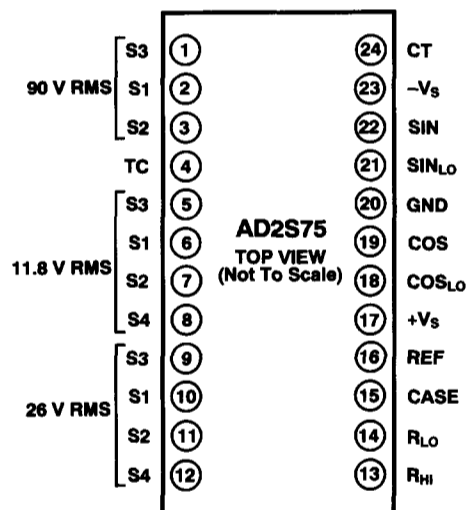 S3 1 24 CT
90 V RMS S1 2 23 –VS
S2 3 22 SIN
TC 4 21 SINLO
S3 5 20 GND
AD2S75
S1 6 19 COS
TOP VIEW
11.8 V RMS S2 7 (Not To Scale) 18 COSLO
S4 8 17 +VS
S3 9 16 REF
26 V RMS S1 10 15 CASE
S2 11 14 RLO
S4 12 13 RHI